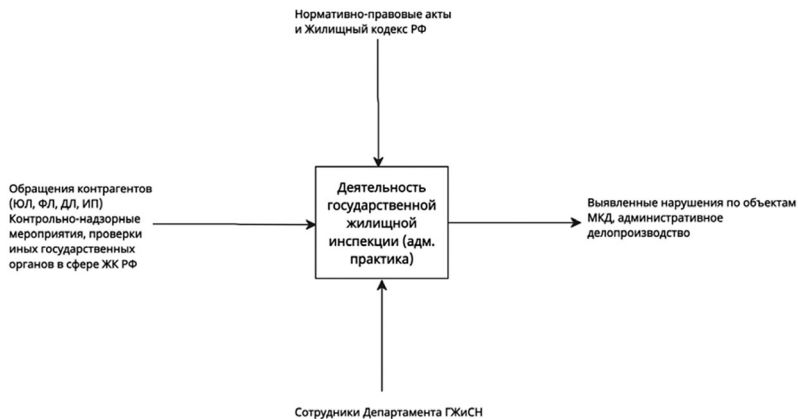 Нормативно-правовые акты
и Жилищный кодекс РФ
Обращения контрагентов
(ЮЛ, ФЛ, ДЛ, ИП)
Контрольно-надзорные
мероприятия, проверки
иных государственных
органов в сфере ЖК РФ
Деятельность
государственной
жилищной
инспекции (адм.
практика)
Выявленные нарушения по объектам
МКД, административное
делопроизводство
Сотрудники Департамента ГЖиСН